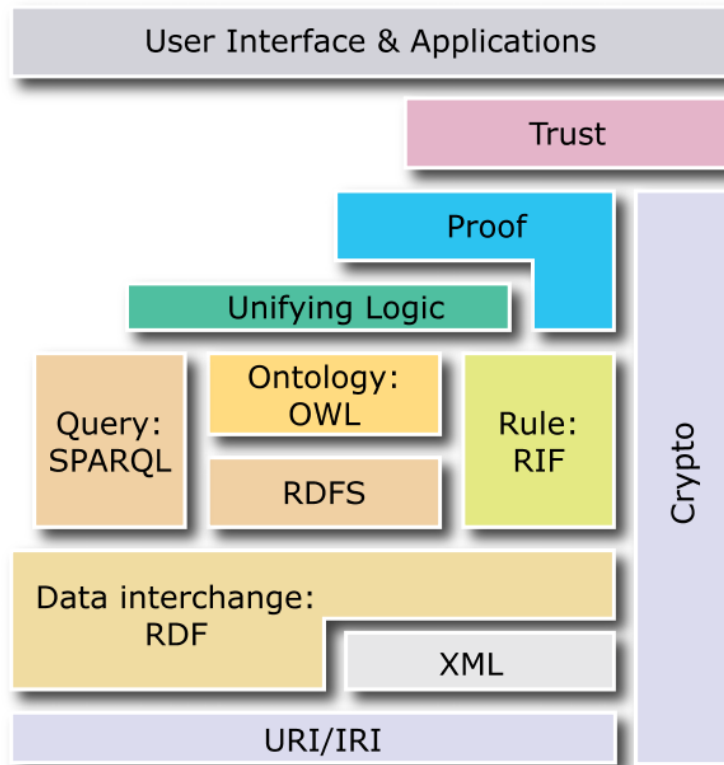 User Interface & Applications
Trust
Proof
Unifying Logic
Query:
SPARQL
Ontology:
OWL
RDFS
Rule:
RIF
Crypto
Data interchange:
RDF
XML
URI/IRI